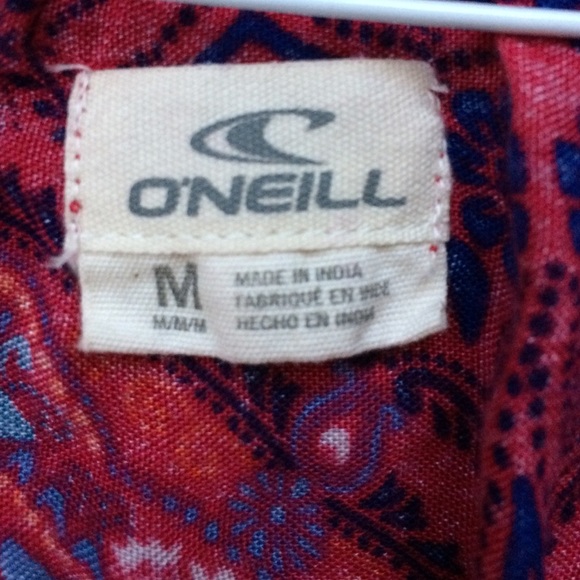 O'NEILL
M
M/M/M
MADE IN INDIA
FABRIQUÉ EN INDE
HECHO EN INDIA